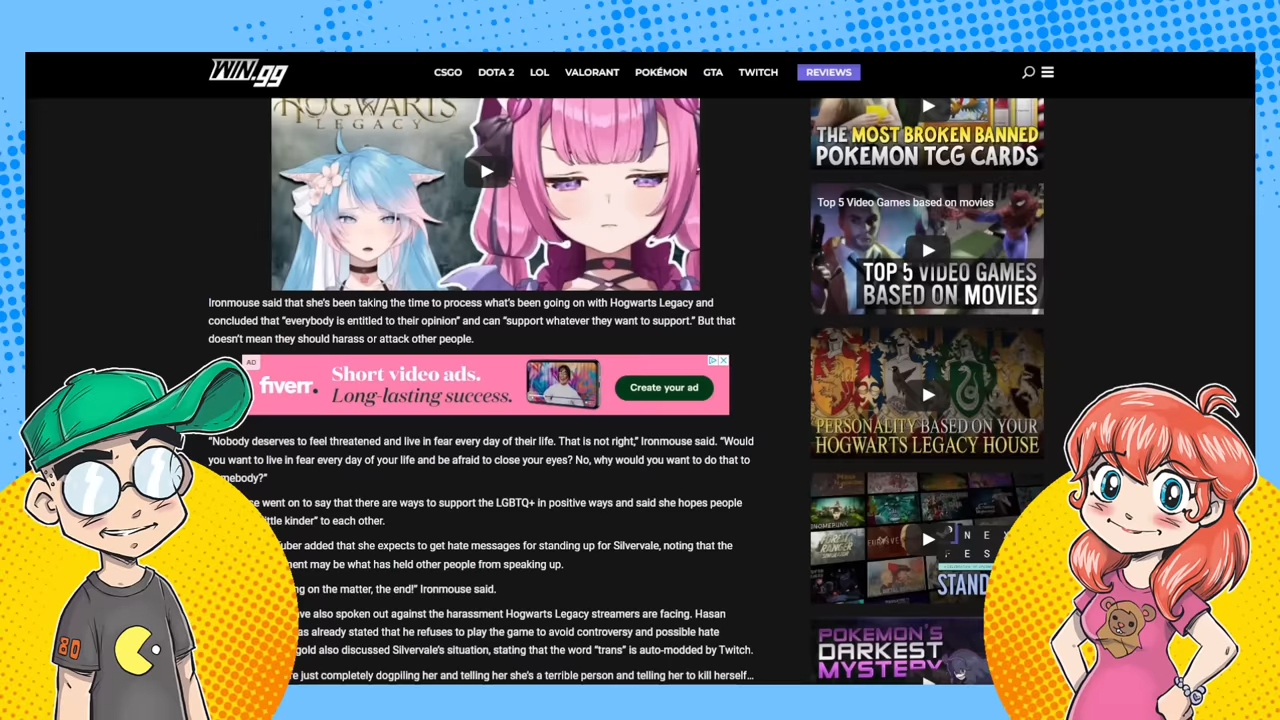 WIN.gg
CSGO DOTA 2 LOL VALORANT POKÉMON GTA TWITCH REVIEWS
HOGWARTS
LEGACY
Ironmouse said that she's been taking the time to process what's been going on with Hogwarts Legacy and
concluded that “everybody is entitled to their opinion” and can “support whatever they want to support.” But that
doesn't mean they should harass or attack other people.
AD
fiverr.
Short video ads.
Long-lasting success.
Create your ad
“Nobody deserves to feel threatened and live in fear every day of their life. That is not right,” Ironmouse said. “Would
you want to live in fear every day of your life and be afraid to close your eyes? No, why would you want to do that to
mebody?”
se went on to say that there are ways to support the LGBTQ+ in positive ways and said she hopes people
ttle kinder” to each other.
uber added that she expects to get hate messages for standing up for Silvervale, noting that the
ent may be what has held other people from speaking up.
ng on the matter, the end!” Ironmouse said.
ve also spoken out against the harassment Hogwarts Legacy streamers are facing. Hasan
as already stated that he refuses to play the game to avoid controversy and possible hate
gold also discussed Silvervale's situation, stating that the word “trans” is auto-modded by Twitch.
e just completely dogpiling her and telling her she's a terrible person and telling her to kill herself...
THE MOST BROKEN BANNED
POKEMON TCG CARDS
Top 5 Video Games based on movies
TOP 5 VIDEO GAMES
BASED ON MOVIES
PERSONALITY BASED ON YOUR
HOGWARTS LEGACY HOUSE
N E X
F E S
STAND
POKEMON'S
DARKEST
MYSTERY
80